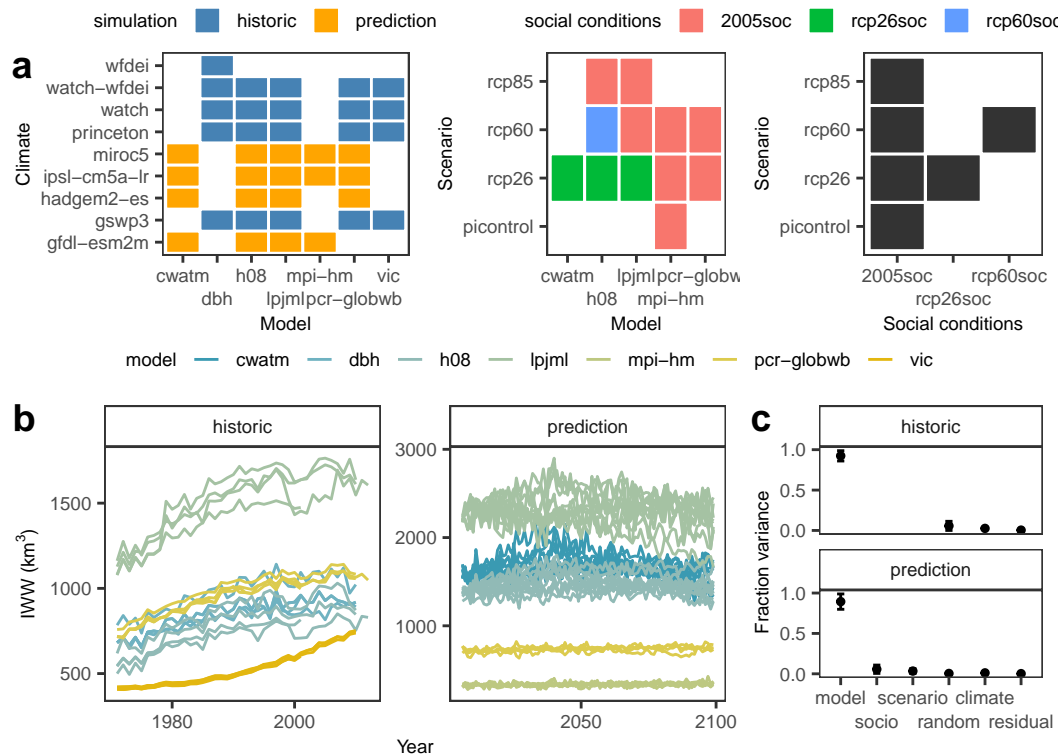 simulation historic prediction
social conditions 2005soc rcp26soc rcp60soc
a
Climate
wfdei
watch-wfdei
watch
princeton
miroc5
ipsl-cm5a-lr
hadgem2-es
gswp3
gfdl-esm2m
cwatm h08 mpi-hm vic
dbh lpjml pcr-globwb
Model
Scenario
rcp85
rcp60
rcp26
picontrol
cwatm lpjml pcr-globw
h08 mpi-hm
Model
Scenario
rcp85
rcp60
rcp26
picontrol
2005soc rcp60soc
rcp26soc
Social conditions
model cwatm dbh h08 lpjml mpi-hm pcr-globwb vic
b
historic
prediction
IWW (km³)
1500
1000
500
1980 2000
3000
2000
1000
2050 2100
Year
c
historic
Fraction variance
1.0
0.5
0.0
prediction
1.0
0.5
0.0
model scenario climate
socio random residual